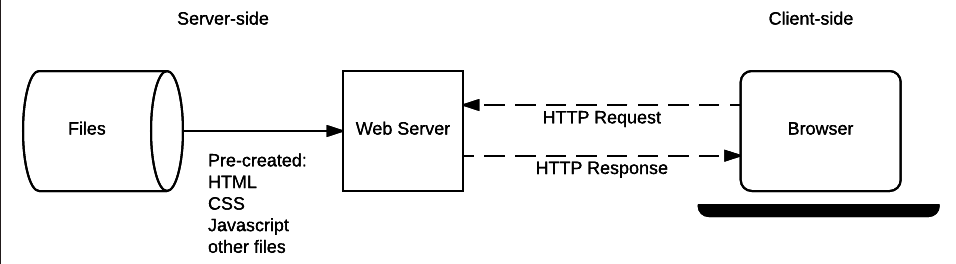 Server-side
Client-side
Files
Web Server
Browser
HTTP Request
HTTP Response
Pre-created:
HTML
CSS
Javascript
other files